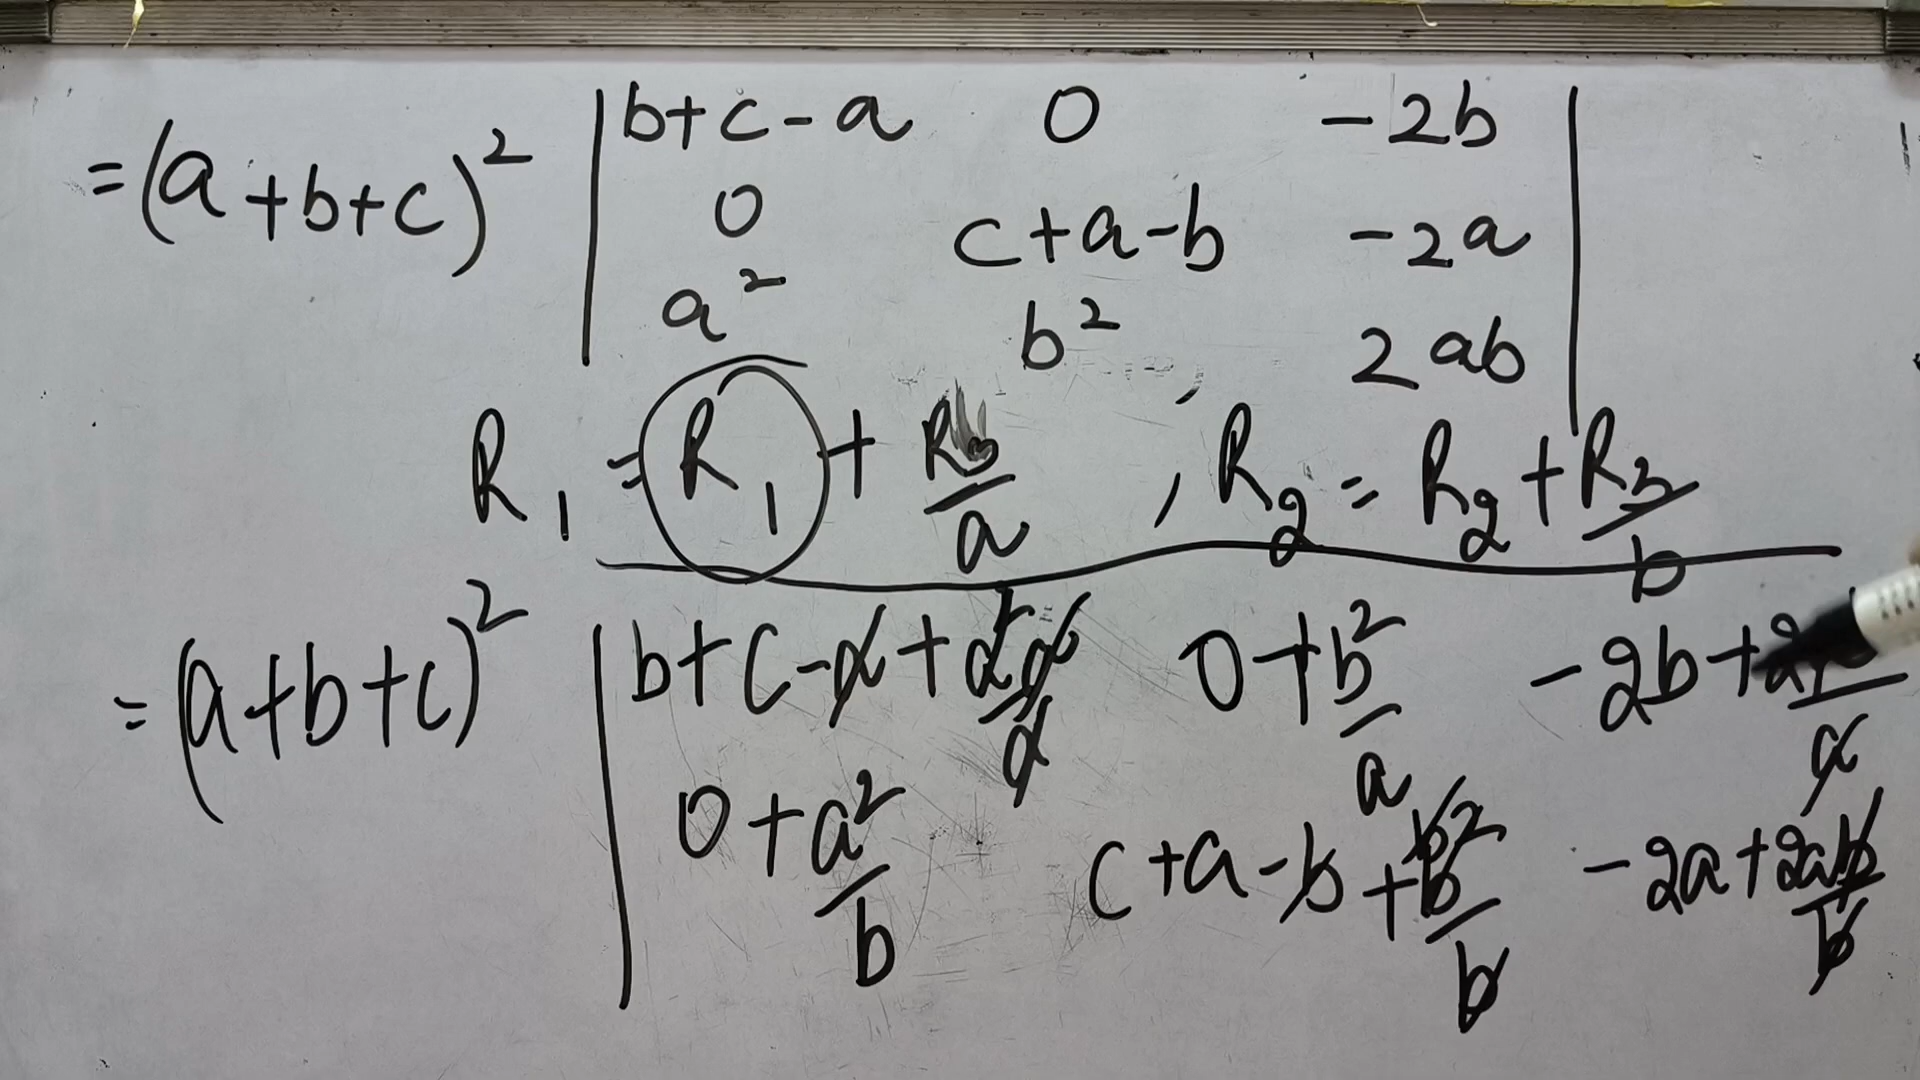 = (a+b+c)² | b+c-a 0 -2b |
0 c+a-b -2a
a² b² 2ab
R₁ = R₁ + R₃/a , R₂ = R₂ + R₃/b
= (a+b+c)² | b+c-a+a²/a 0+b²/a -2b+2
0+a²/b c+a-b+b²/b -2a+2ab/b